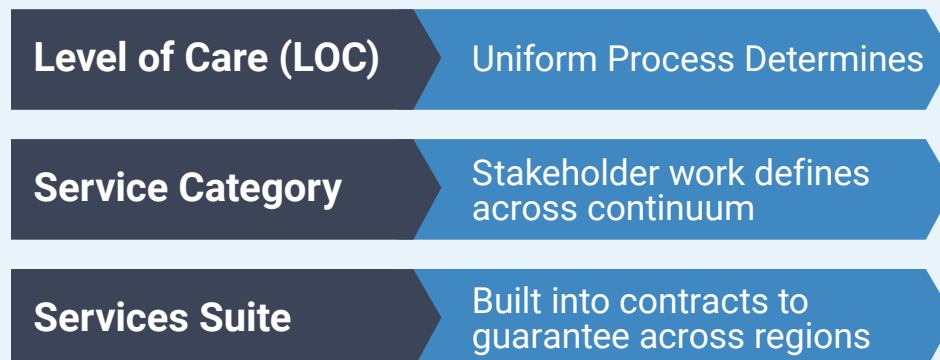 Level of Care (LOC)
Uniform Process Determines
Service Category
Stakeholder work defines
across continuum
Services Suite
Built into contracts to
guarantee across regions